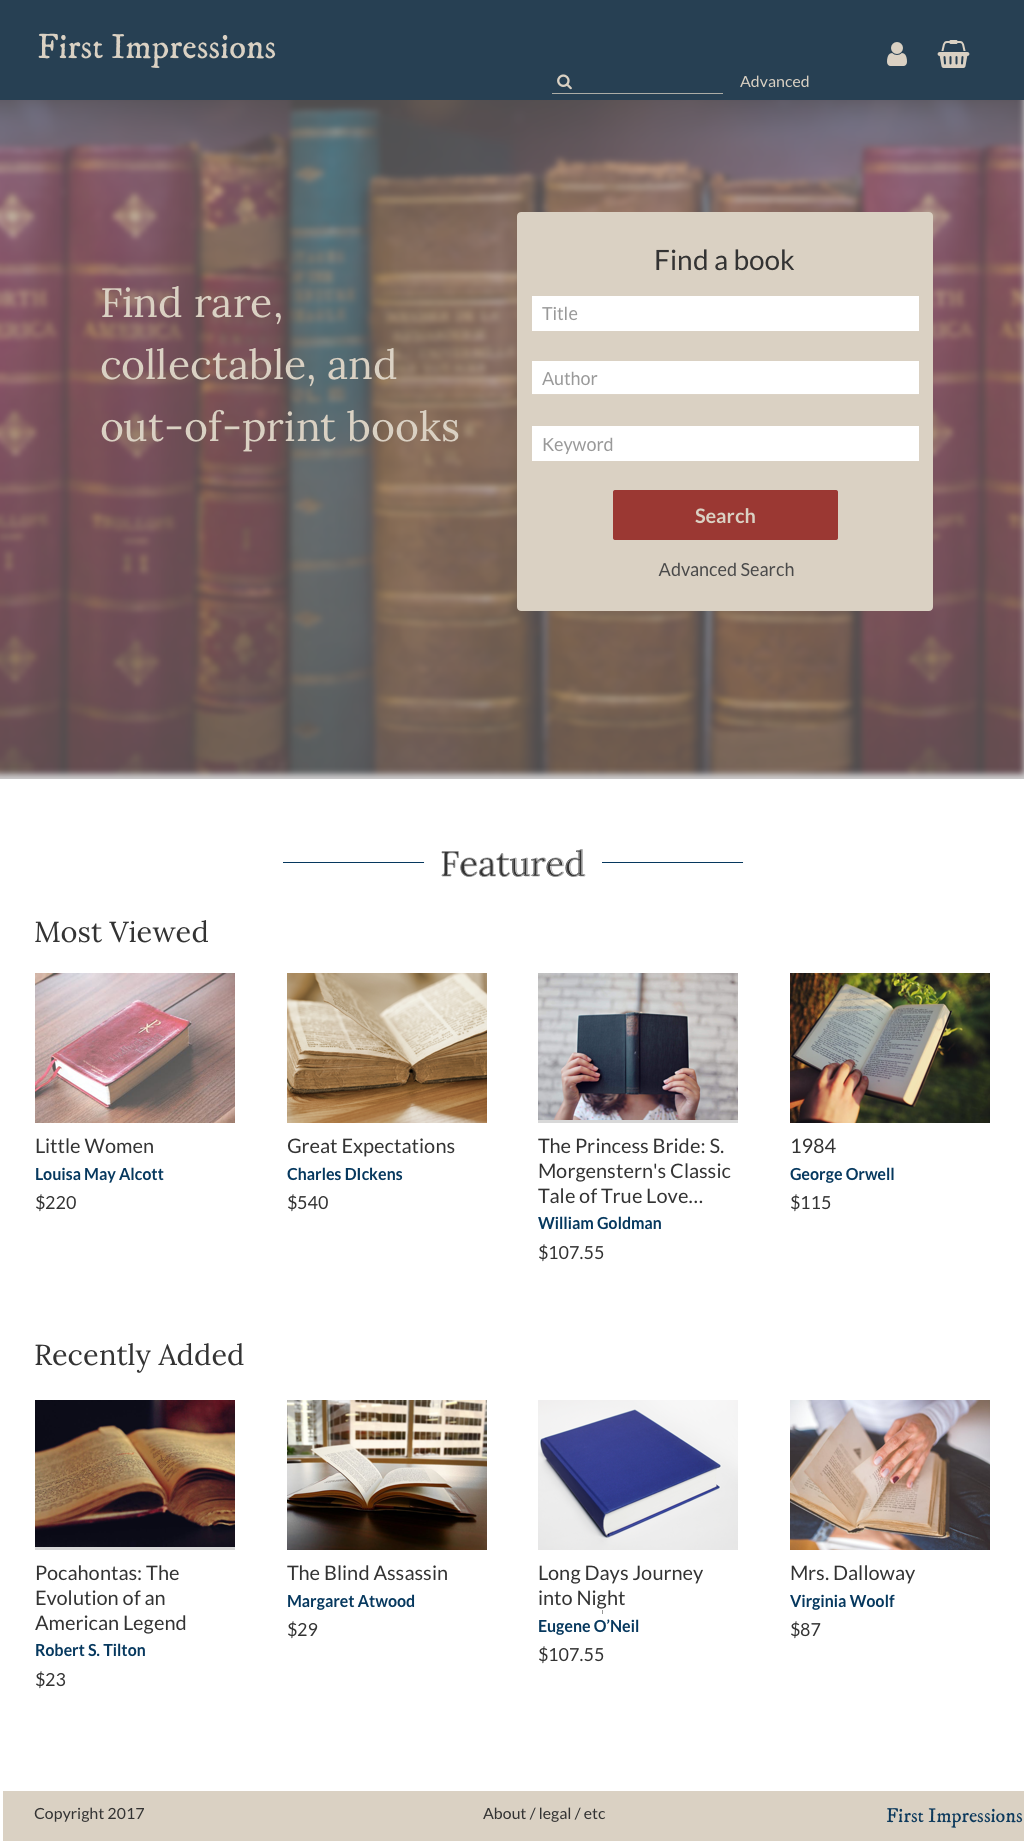 First Impressions
Advanced
Find rare,
collectable, and
out-of-print books
Find a book
Title
Author
Keyword
Search
Advanced Search
Featured
Most Viewed
Little Women
Louisa May Alcott
$220
Great Expectations
Charles DIckens
$540
The Princess Bride: S.
Morgenstern's Classic
Tale of True Love...
William Goldman
$107.55
1984
George Orwell
$115
Recently Added
Pocahontas: The
Evolution of an
American Legend
Robert S. Tilton
$23
The Blind Assassin
Margaret Atwood
$29
Long Days Journey
into Night
Eugene O’Neil
$107.55
Mrs. Dalloway
Virginia Woolf
$87
Copyright 2017
About / legal / etc
First Impressions